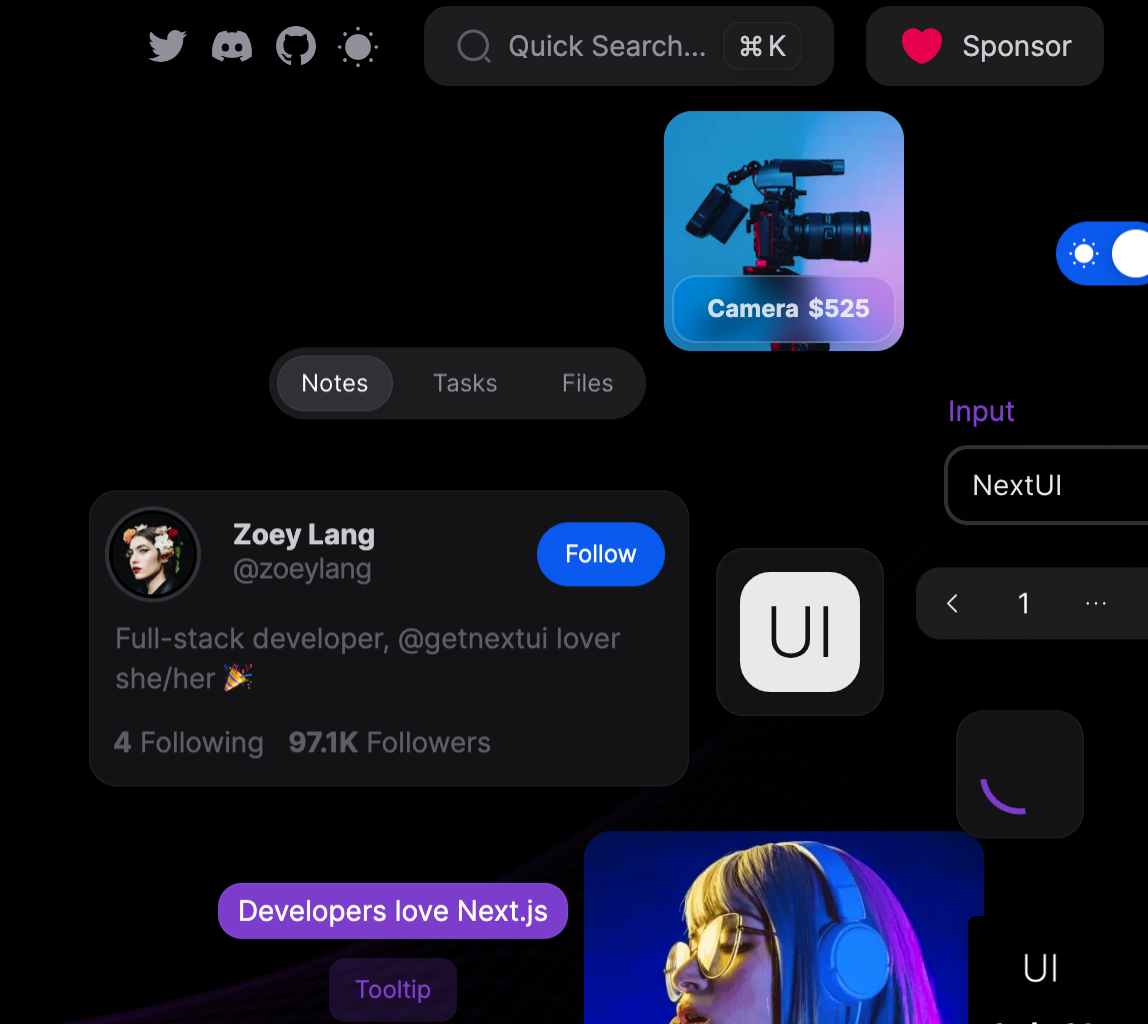 Quick Search... ⌘ K
Sponsor
Camera $525
Notes Tasks Files
Input
NextUI
Zoey Lang
@zoeylang
Follow
Full-stack developer, @getnextui lover
she/her 🎉
4 Following 97.1K Followers
UI
1 ...
Developers love Next.js
Tooltip
UI